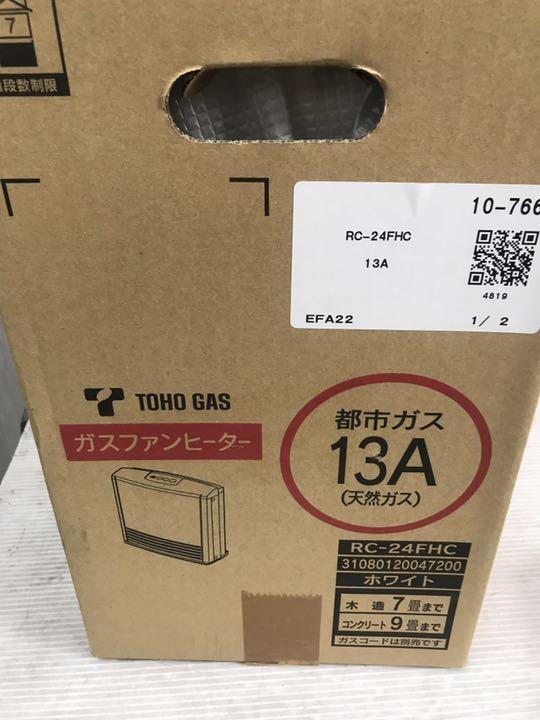 7
段数制限
10-766
RC-24FHC
13A
4819
EFA22
1/ 2
TOHO GAS
ガスファンヒーター
都市ガス
13A
(天然ガス)
RC-24FHC
31080120047200
ホワイト
木造7畳まで
コンクリート9畳まで
ガスコードは別売です